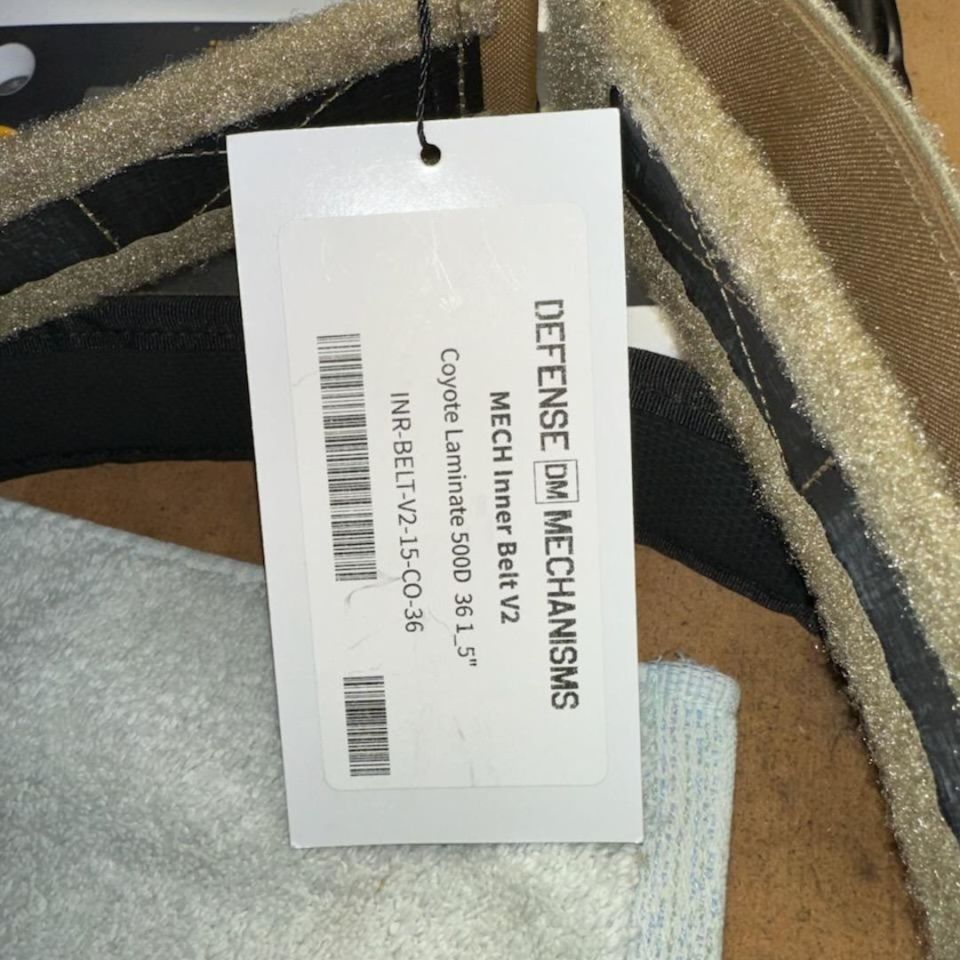 DEFENSE DM MECHANISMS
MECH Inner Belt V2
Coyote Laminate 500D 36 1_5"
INR-BELT-V2-15-CO-36